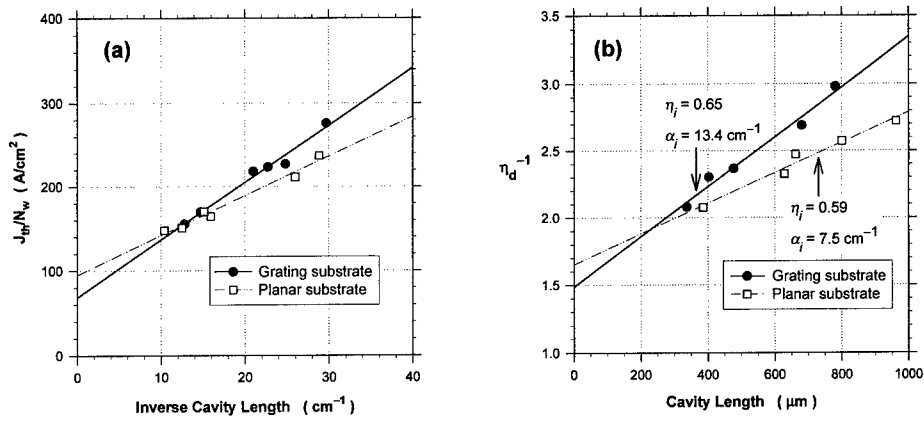 (a)
400
300
200
100
0
J_th/N_w ( A/cm² )
0 10 20 30 40
Inverse Cavity Length ( cm⁻¹ )
Grating substrate
Planar substrate
(b)
3.5
3.0
2.5
2.0
1.5
1.0
η_d⁻¹
0 200 400 600 800 1000
Cavity Length ( μm )
η_i = 0.65
α_i = 13.4 cm⁻¹
η_i = 0.59
α_i = 7.5 cm⁻¹
Grating substrate
Planar substrate